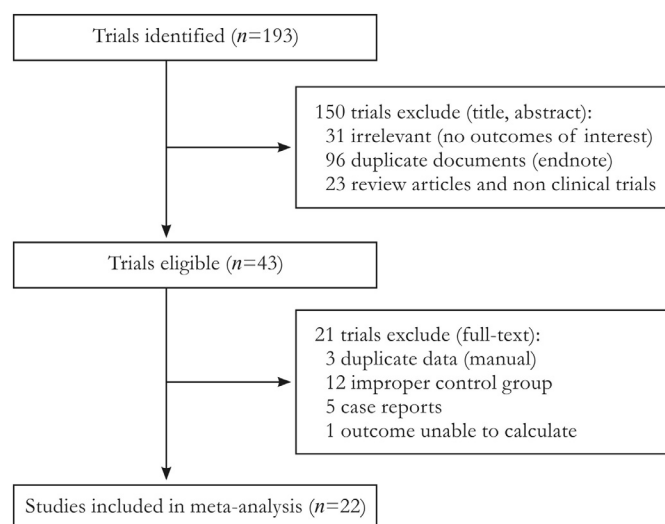 Trials identified (n=193)
150 trials exclude (title, abstract):
31 irrelevant (no outcomes of interest)
96 duplicate documents (endnote)
23 review articles and non clinical trials
Trials eligible (n=43)
21 trials exclude (full-text):
3 duplicate data (manual)
12 improper control group
5 case reports
1 outcome unable to calculate
Studies included in meta-analysis (n=22)